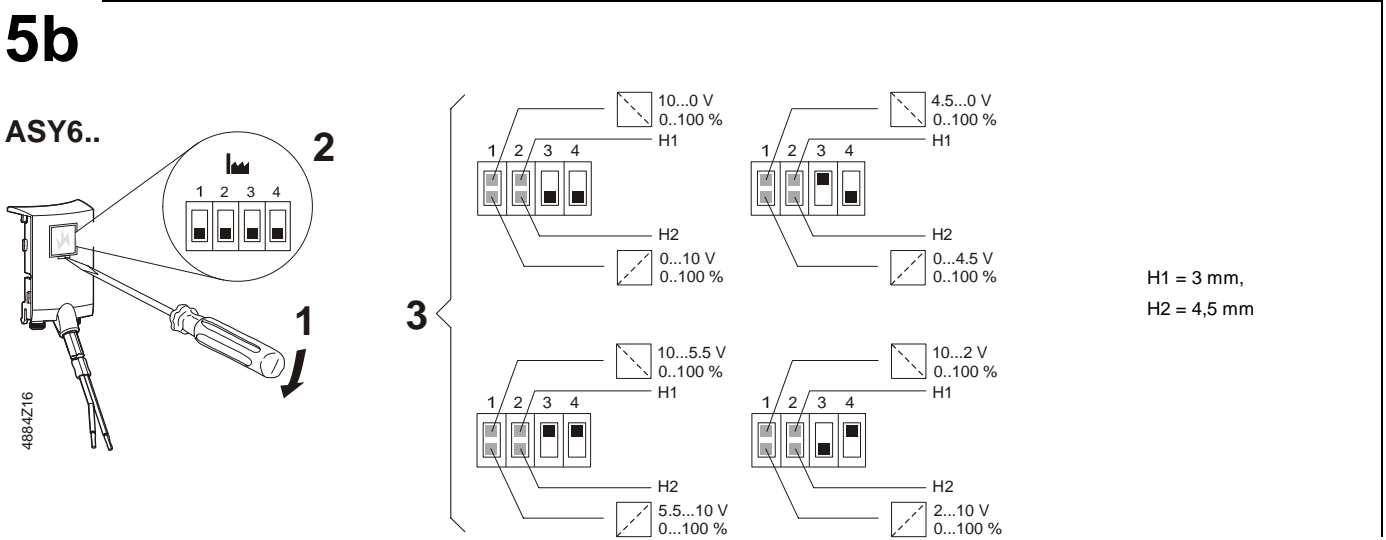 5b
ASY6..
2
1 2 3 4
1
4884Z16
3
10...0 V
0..100 %
H1
1 2 3 4
H2
0...10 V
0..100 %
4.5...0 V
0..100 %
H1
1 2 3 4
H2
0...4.5 V
0..100 %
10...5.5 V
0..100 %
H1
1 2 3 4
H2
5.5...10 V
0...100 %
10...2 V
0..100 %
H1
1 2 3 4
H2
2...10 V
0...100 %
H1 = 3 mm,
H2 = 4,5 mm